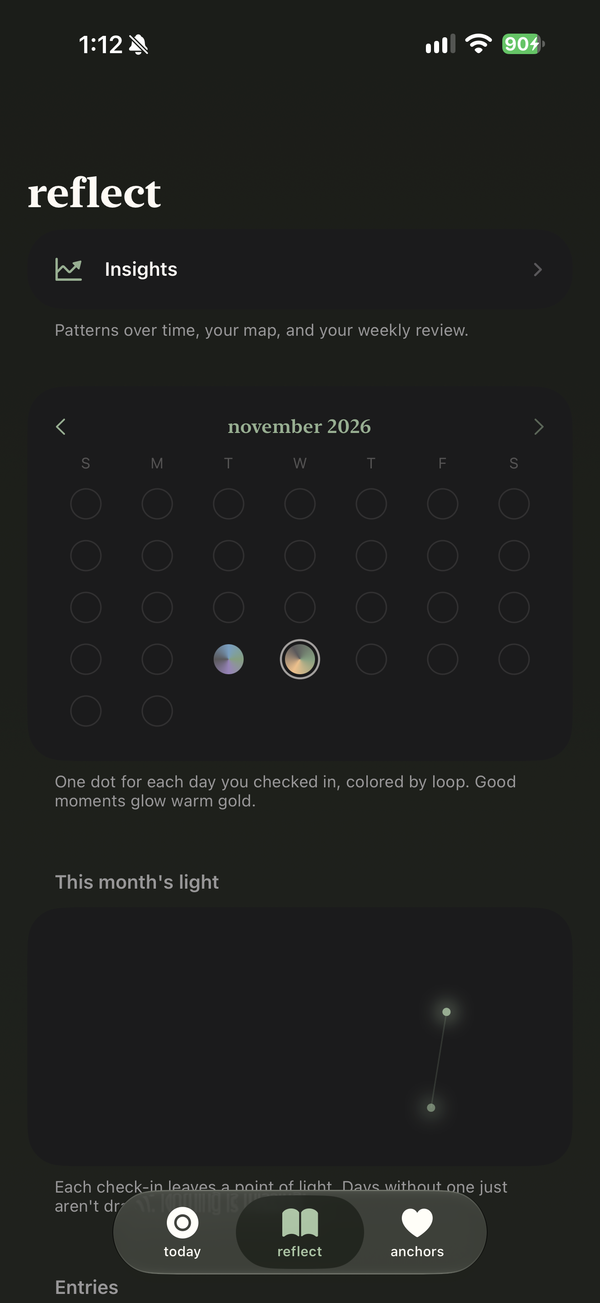 1:12
90
reflect
Insights
Patterns over time, your map, and your weekly review.
november 2026
S M T W T F S
One dot for each day you checked in, colored by loop. Good
moments glow warm gold.
This month's light
Each check-in leaves a point of light. Days without one just
aren't
today
reflect
anchors
Entries